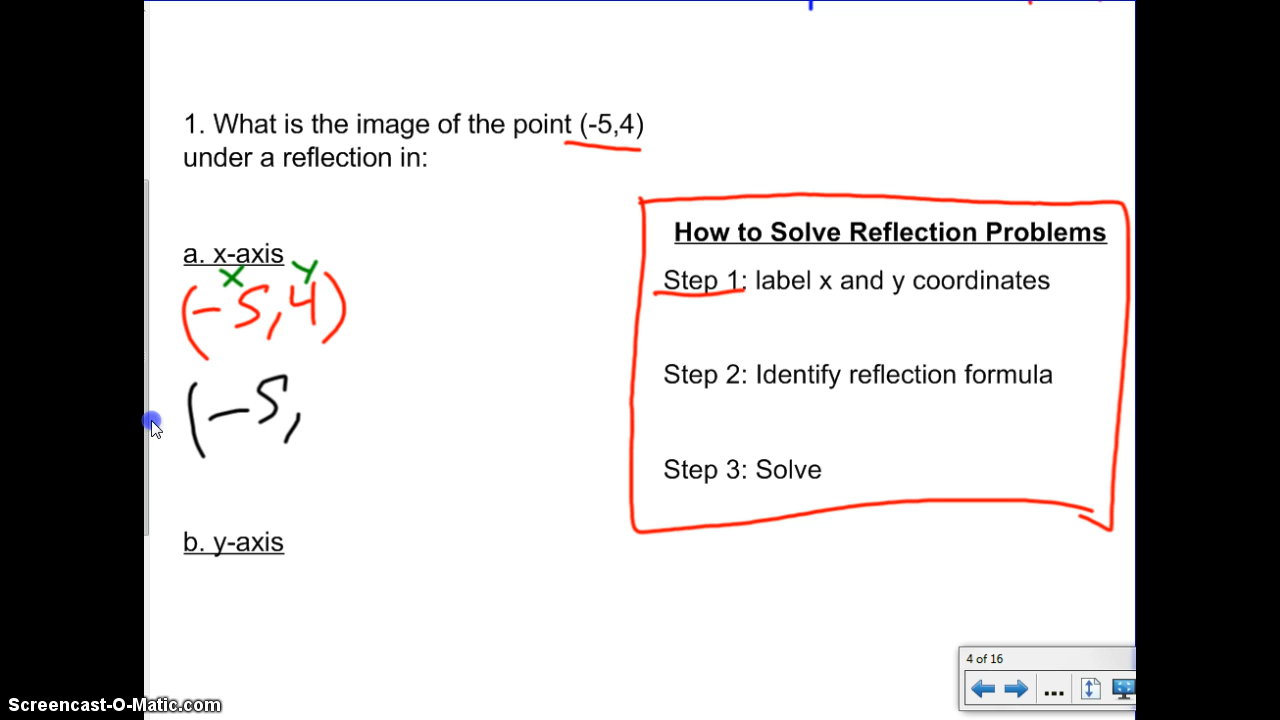 1. What is the image of the point (-5,4)
under a reflection in:
a. x-axis
x y
(-5,4)
(-5,
b. y-axis
How to Solve Reflection Problems
Step 1: label x and y coordinates
Step 2: Identify reflection formula
Step 3: Solve
4 of 16
...
Screencast-O-Matic.com